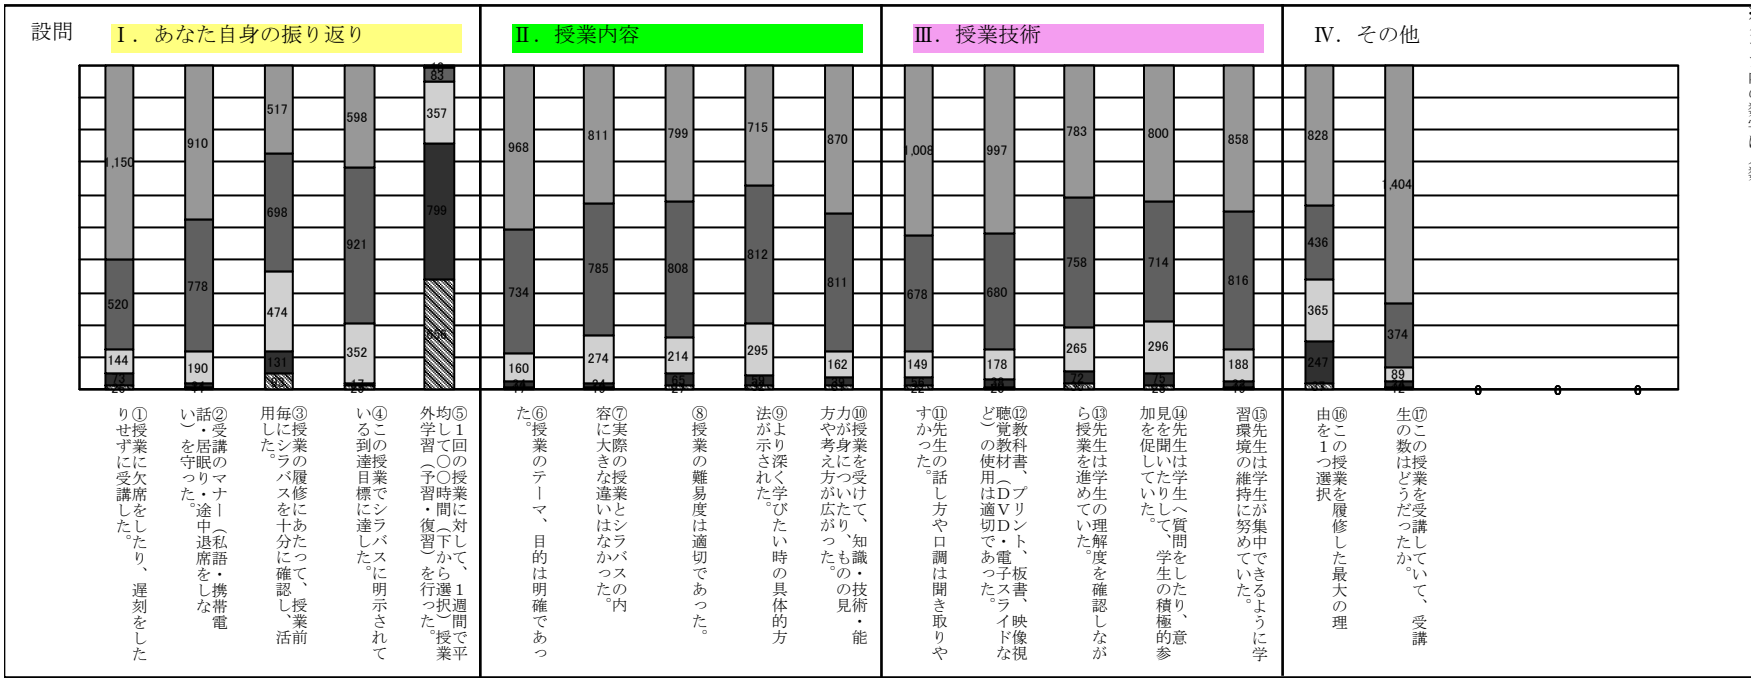 設問
Ⅰ．あなた自身の振り返り
Ⅱ．授業内容
Ⅲ．授業技術
Ⅳ．その他
1,150
520
144
73
910
778
190
517
698
474
131
93
598
921
352
17
83
357
799
656
968
734
160
811
785
274
799
808
214
65
715
812
295
59
870
811
162
1,008
678
149
56
997
680
178
783
758
265
72
800
714
296
75
858
816
188
828
436
365
247
1,404
374
89
0
0
0
①授業に欠席をしたり、遅刻をした
りせずに受講した。
②受講のマナー（私語・携帯電
話・居眠り・途中退席をしな
い）を守った。
③授業の履修にあたって、授業前
毎にシラバスを十分に確認し、活
用した。
④この授業でシラバスに明示されて
いる到達目標に達した。
⑤１回の授業に対して、１週間で平
均して〇〇時間（下から選択）授業
外学習（予習・復習）を行った。
⑥授業のテーマ、目的は明確であっ
た。
⑦実際の授業とシラバスの内
容に大きな違いはなかった。
⑧授業の難易度は適切であった。
⑨より深く学びたい時の具体的方
法が示された。
⑩授業を受けて、知識・技術・能
力が身についたり、ものの見
方や考え方が広がった。
⑪先生の話し方や口調は聞き取りや
すかった。
⑫教科書、プリント、板書、映像視
聴覚教材（ＤＶＤ・電子スライドな
ど）の使用は適切であった。
⑬先生は学生の理解度を確認しなが
ら授業を進めていた。
⑭先生は学生へ質問をしたり、意
見を聞いたりして、学生の積極的参
加を促していた。
⑮先生は学生が集中できるように学
習環境の維持に努めていた。
⑯この授業を履修した最大の理
由を１つ選択
⑰この授業を受講していて、受講
生の数はどうだったか。